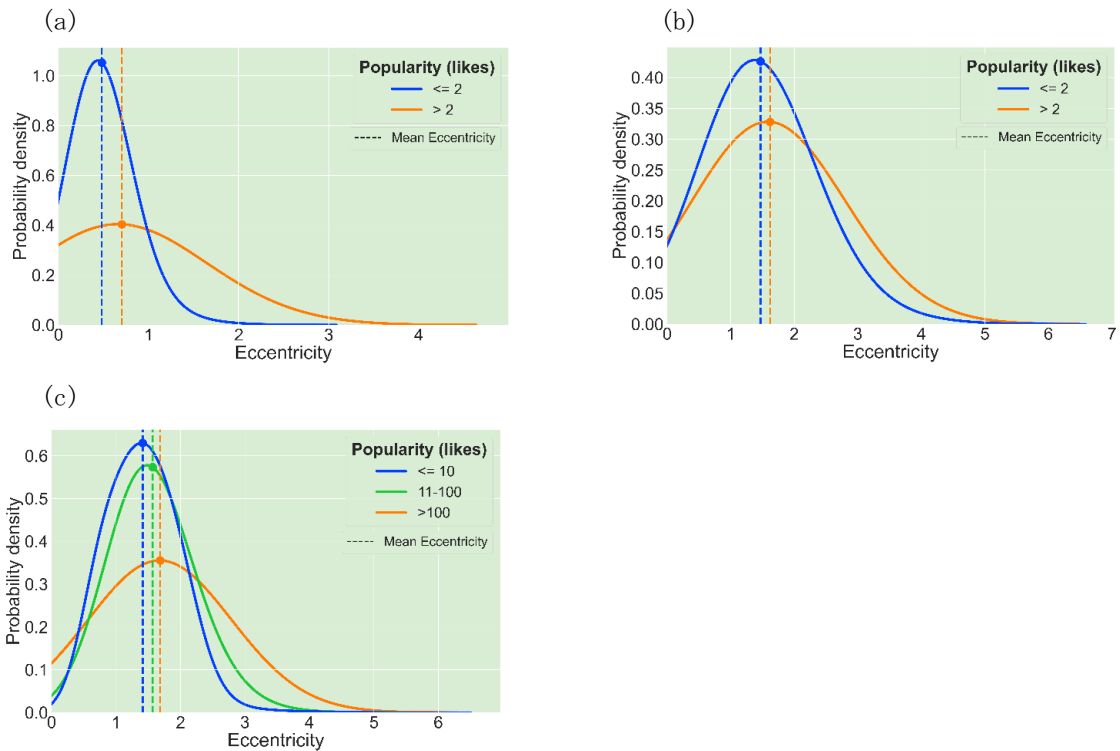 (a)
Probability density
1.0
0.8
0.6
0.4
0.2
0.0
0 1 2 3 4
Eccentricity
Popularity (likes)
<= 2
> 2
Mean Eccentricity
(b)
Probability density
0.40
0.35
0.30
0.25
0.20
0.15
0.10
0.05
0.00
0 1 2 3 4 5 6 7
Eccentricity
Popularity (likes)
<= 2
> 2
Mean Eccentricity
(c)
Probability density
0.6
0.5
0.4
0.3
0.2
0.1
0.0
0 1 2 3 4 5 6
Eccentricity
Popularity (likes)
<= 10
11-100
>100
Mean Eccentricity